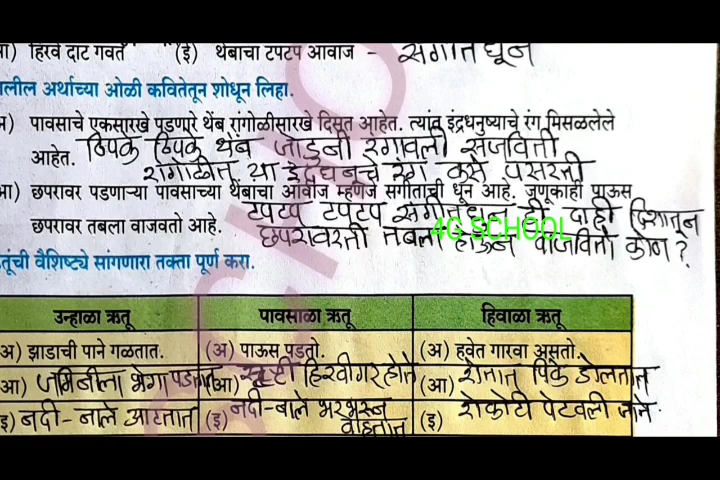 आ) हिरवे दाट गवत (ई) थेंबाचा टपटप आवाज - संगीत धून
ालील अर्थाच्या ओळी कवितेतून शोधून लिहा.
अ) पावसाचे एकसारखे पडणारे थेंब रांगोळीसारखे दिसत आहेत. त्यांत इंद्रधनुष्याचे रंग मिसळलेले
आहेत. ठिपके ठिपके थेंब जोडुनी रंगावली सजविती
रांगोळीत या इंद्रधनुचे रंग कसे पसरती
आ) छपरावर पडणाऱ्या पावसाच्या थेंबाचा आवाज म्हणजे संगीताची धून आहे. जणूकाही पाऊस
छपरावर तबला वाजवतो आहे. टपटप टपटप संगीत धून ही दाही दिशातून
छपरावरती तबला होऊन वाजवितो कोण?
4G SCHOOL
तूंची वैशिष्ट्ये सांगणारा तक्ता पूर्ण करा.
उन्हाळा ऋतू पावसाळा ऋतू हिवाळा ऋतू
अ) झाडाची पाने गळतात. (अ) पाऊस पडतो. (अ) हवेत गारवा असतो.
आ) जमिनीला भेगा पडतात (आ) सृष्टी हिरवीगार होते (आ) शेतात पिके डोलतात
इ) नदी-नाले आटतात (इ) नदी-नाले भरभरून वाहतात (इ) शेकोटी पेटवली जाते.